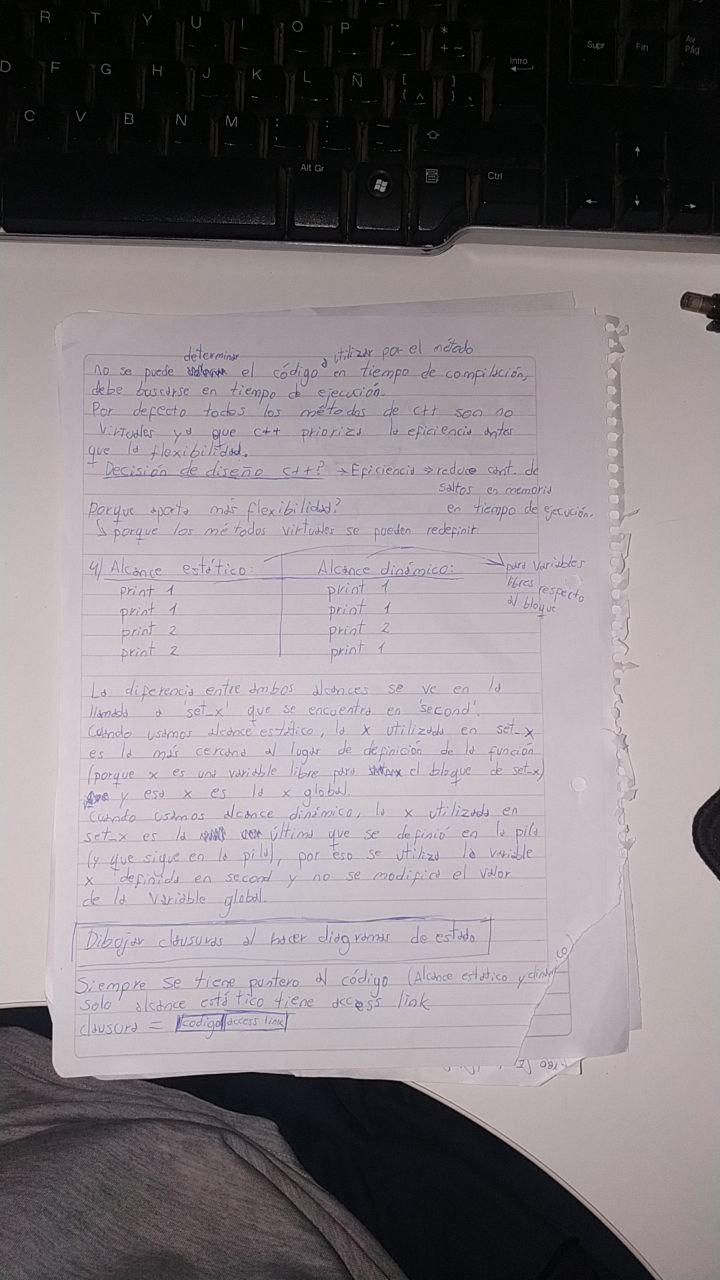 R T Y U I O P
* + ~
Supr Fin Av Pág
D F G H J K L Ñ [ { ^ ] }
Intro
C V B N M
Alt Gr
Ctrl
determinar a utilizar por el método
no se puede el código en tiempo de compilación,
debe buscarse en tiempo de ejecución.
Por defecto todos los métodos de C++ son no
virtuales ya que C++ prioriza la eficiencia antes
que la flexibilidad.
Decisión de diseño C++? → Eficiencia → reduce cant. de
saltos en memoria
en tiempo de ejecución.
Porque aporta más flexibilidad?
↳ porque los métodos virtuales se pueden redefinir
4) Alcance estático: Alcance dinámico: → para variables
libres respecto
al bloque
print 1 print 1
print 1 print 1
print 2 print 2
print 2 print 1
La diferencia entre ambos alcances se ve en la
llamada a 'set_x' que se encuentra en 'second'.
Cuando usamos alcance estático, la x utilizada en set_x
es la más cercana al lugar de definición de la función
(porque x es una variable libre para el bloque de set_x)
y esa x es la x global.
Cuando usamos alcance dinámico, la x utilizada en
set_x es la última que se definió en la pila
(y que sigue en la pila), por eso se utiliza la variable
x definida en second y no se modifica el valor
de la variable global.
Dibujar clausuras al hacer diagramas de estado
Siempre se tiene puntero al código (Alcance estático y
solo alcance estático tiene access link
clausura = codigo access link